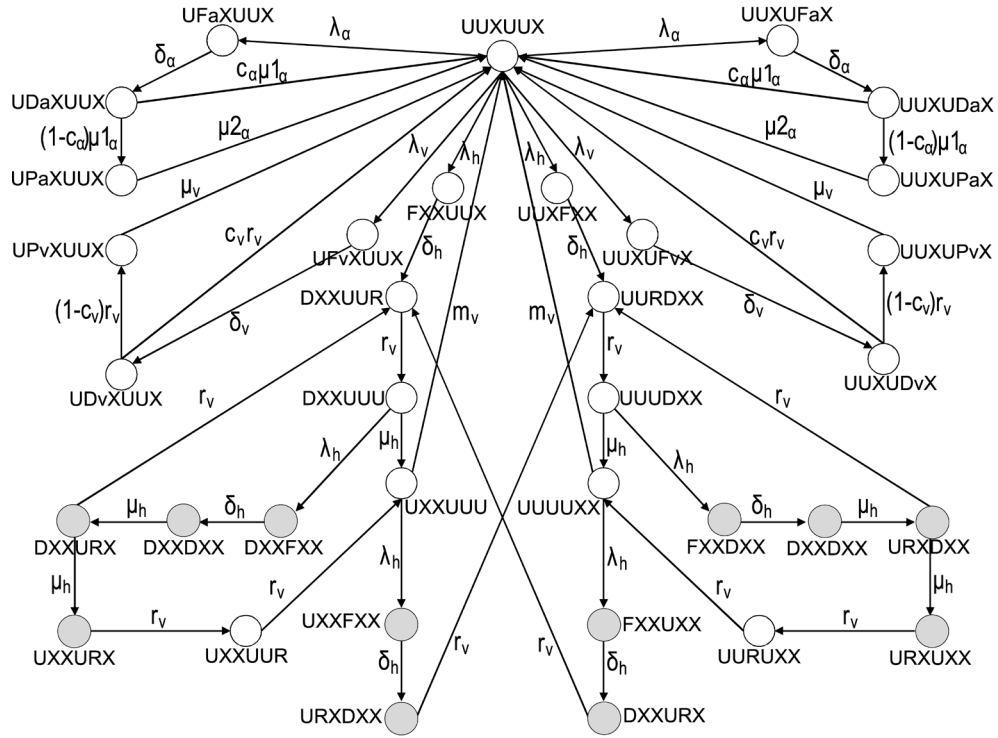 UFaXUUX λα UUXUUX λα UUXUFaX
δα δα
UDaXUUX cαμ1α cαμ1α UUXUDaX
(1-cα)μ1α μ2α μ2α (1-cα)μ1α
UPaXUUX λv λh λh λv UUXUPaX
μv FXXUUX UUXFXX μv
UPvXUUX cvrv UFvXUUX δh δh UUXUFvX cvrv UUXUPvX
(1-cv)rv DXXUUR UURDXX (1-cv)rv
δv mv mv δv
UDvXUUX rv rv UUXUDvX
rv DXXUUU UUUDXX rv
λh μh μh λh
UXXUUU UUUUXX
μh δh δh μh
DXXURX DXXDXX DXXFXX FXXDXX DXXDXX URXDXX
μh rv λh λh rv μh
rv UXXFXX FXXUXX rv
UXXURX UXXUUR rv rv UURUXX URXUXX
δh δh
URXDXX DXXURX